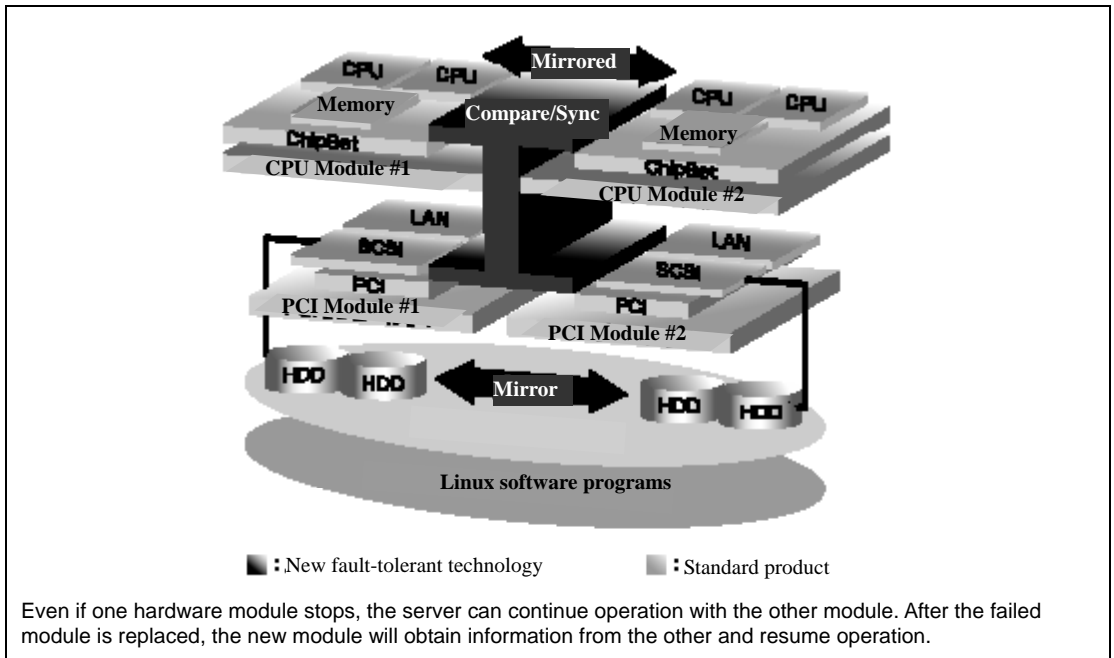 Mirrored
CPU
CPU
CPU
CPU
Memory
Compare/Sync
Memory
ChipSet
ChipSet
CPU Module #1
CPU Module #2
LAN
LAN
SCSI
SCSI
PCI
PCI
PCI Module #1
PCI Module #2
HDD
HDD
Mirror
HDD
HDD
Linux software programs
: New fault-tolerant technology
: Standard product
Even if one hardware module stops, the server can continue operation with the other module. After the failed
module is replaced, the new module will obtain information from the other and resume operation.